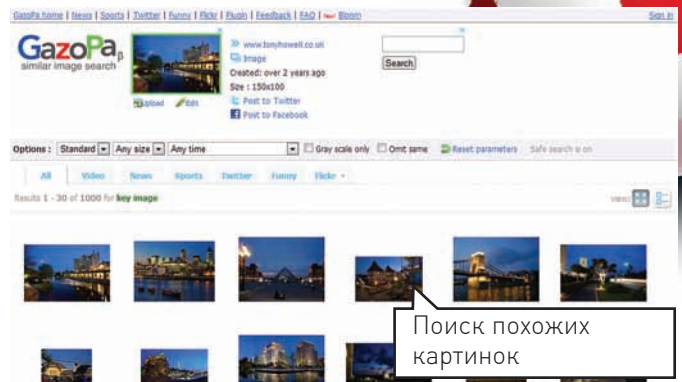 GazoPa home | News | Sports | Twitter | Funny | Flickr | Plugin | Feedback | FAQ | New! Bloom
Sign in
GazoPa β
similar image search
Upload Edit
www.tonyhowell.co.uk
Image
Created: over 2 years ago
Size : 150x100
Post to Twitter
Post to Facebook
Search
Options : Standard Any size Any time Gray scale only Omit same Reset parameters Safe search is on
All Video News Sports Twitter Funny Flickr
Results 1 - 30 of 1000 for key image
view:
Поиск похожих
картинок